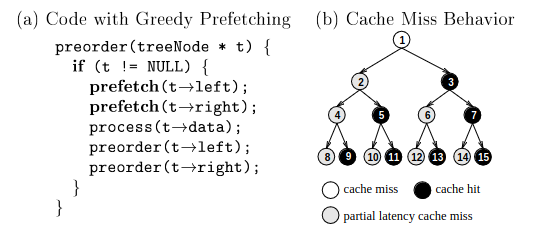 (a) Code with Greedy Prefetching
preorder(treeNode * t) {
if (t != NULL) {
prefetch(t→left);
prefetch(t→right);
process(t→data);
preorder(t→left);
preorder(t→right);
}
}
(b) Cache Miss Behavior
1
2 3
4 5 6 7
8 9 10 11 12 13 14 15
cache miss cache hit
partial latency cache miss